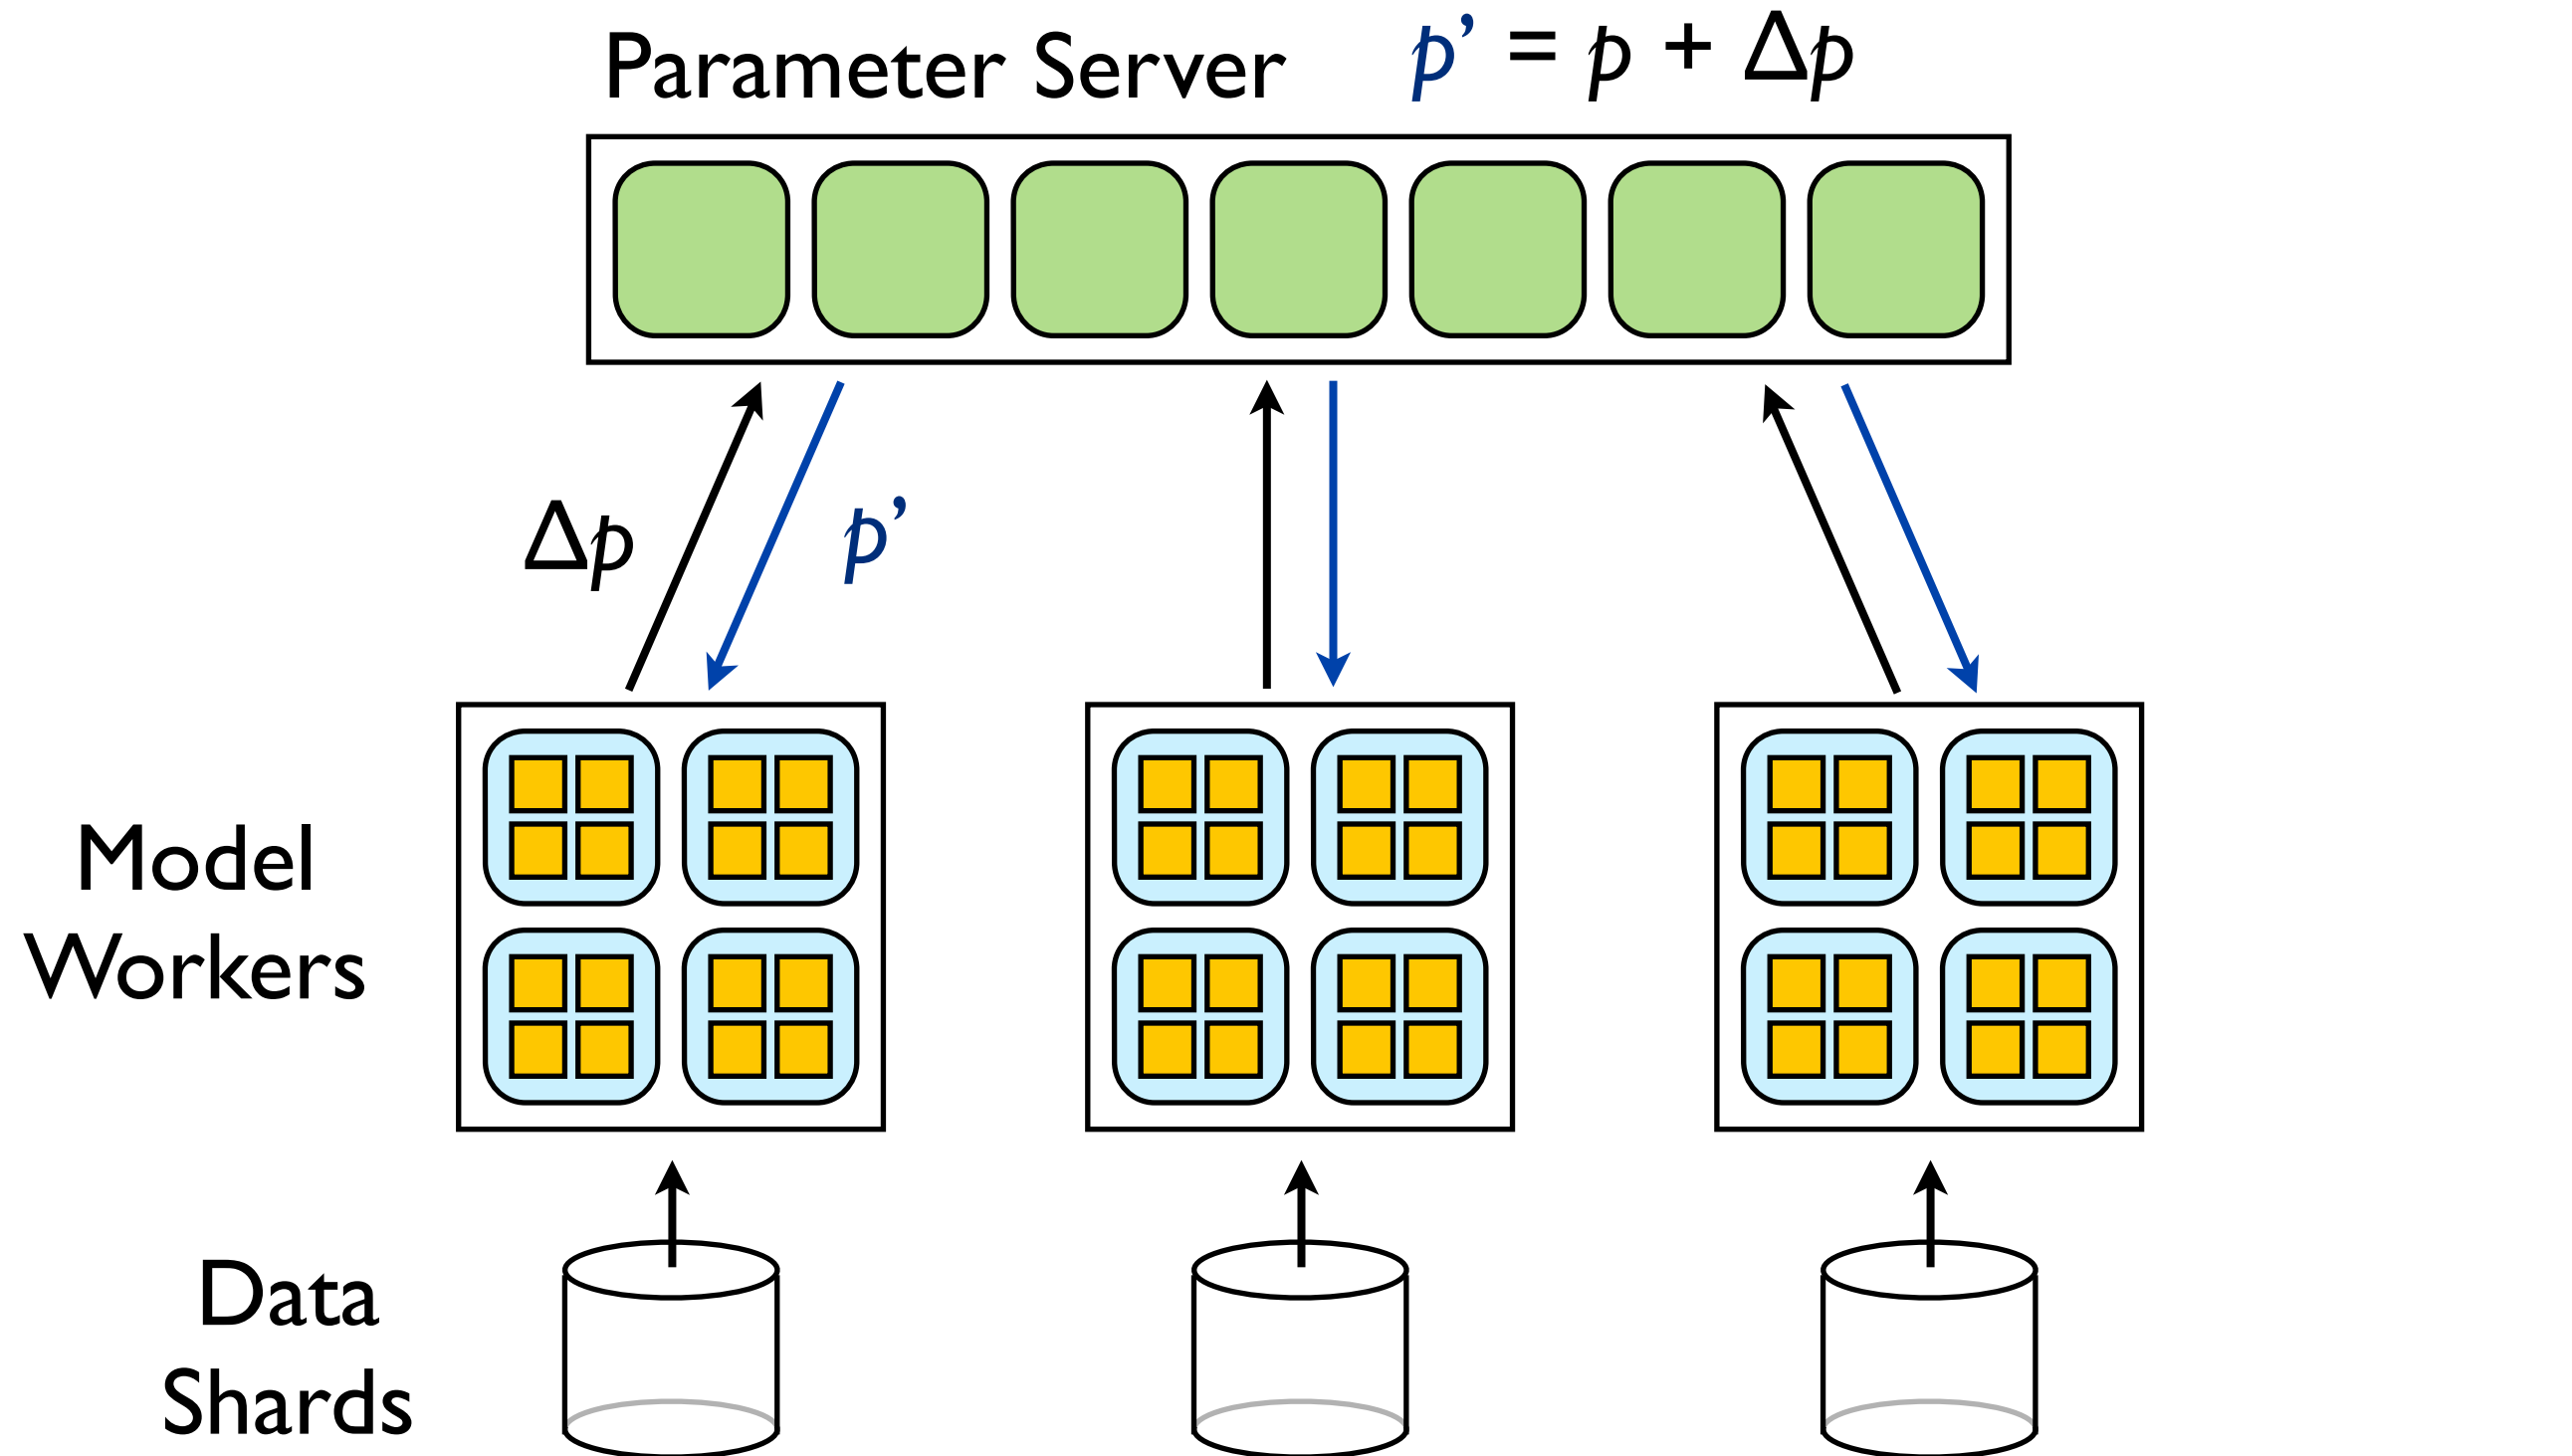 Parameter Server
p’ = p + Δp
Δp
p’
Model
Workers
Data
Shards